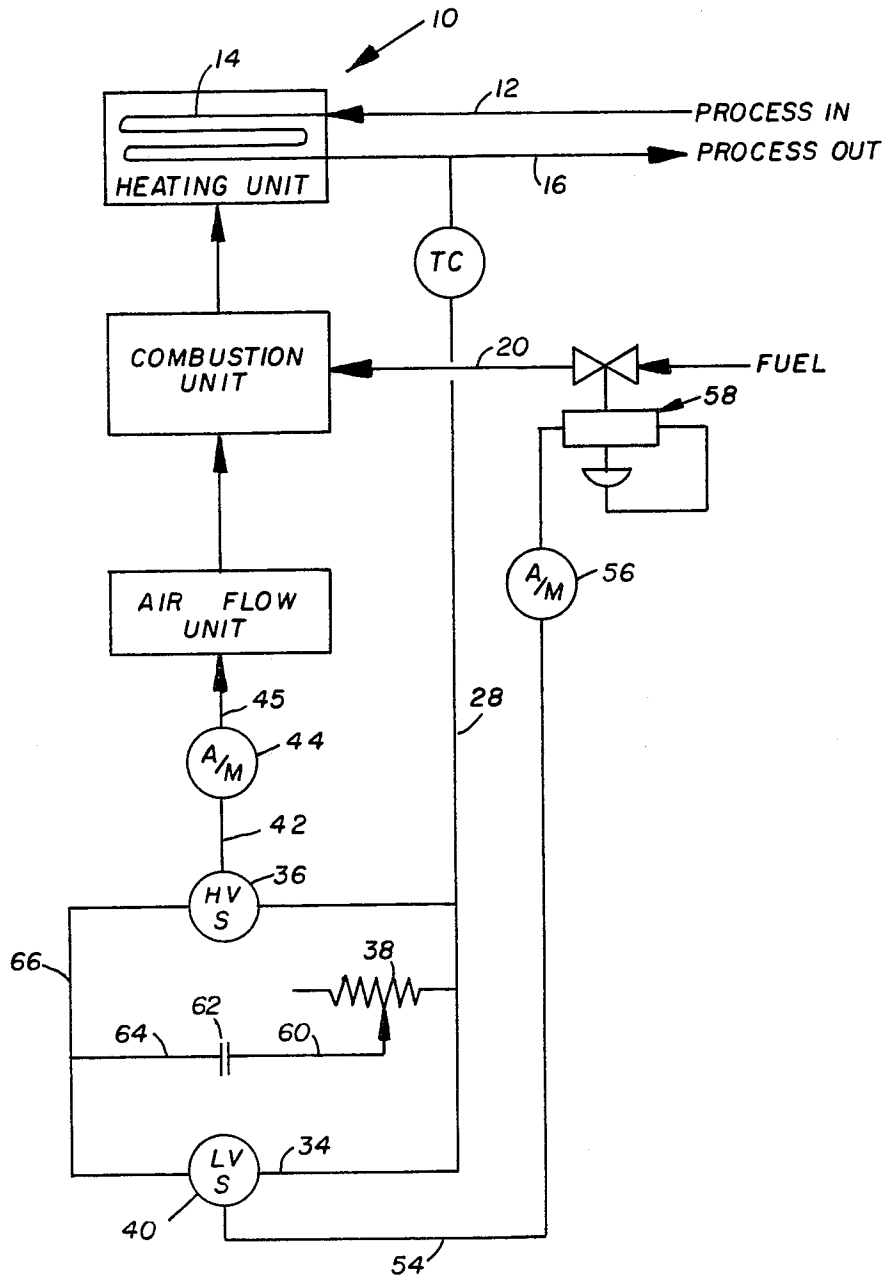 10
14
12
PROCESS IN
PROCESS OUT
16
HEATING UNIT
TC
COMBUSTION
UNIT
20
FUEL
58
A/M
56
AIR FLOW
UNIT
45
28
A/M
44
42
HV
S
36
38
66
62
60
64
LV
S
34
40
54